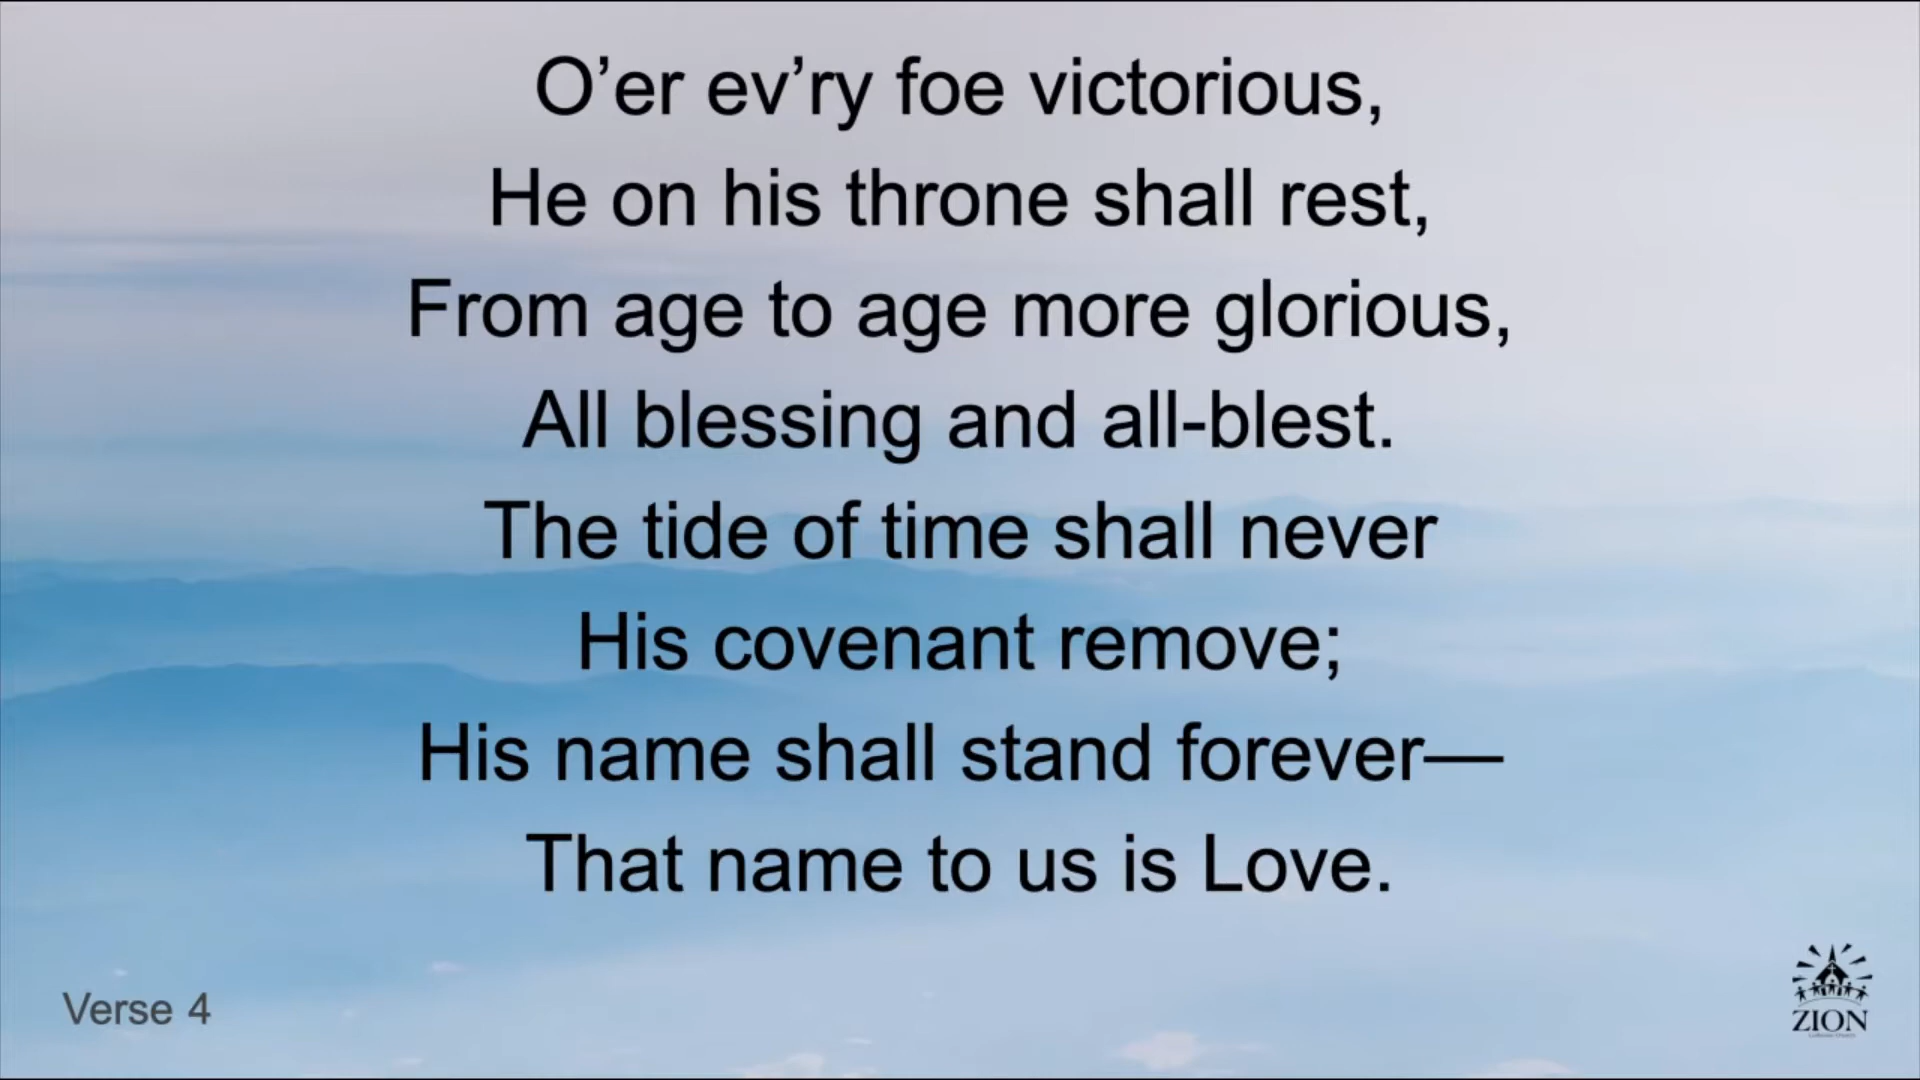 O’er ev’ry foe victorious,
He on his throne shall rest,
From age to age more glorious,
All blessing and all-blest.
The tide of time shall never
His covenant remove;
His name shall stand forever—
That name to us is Love.
Verse 4
ZION